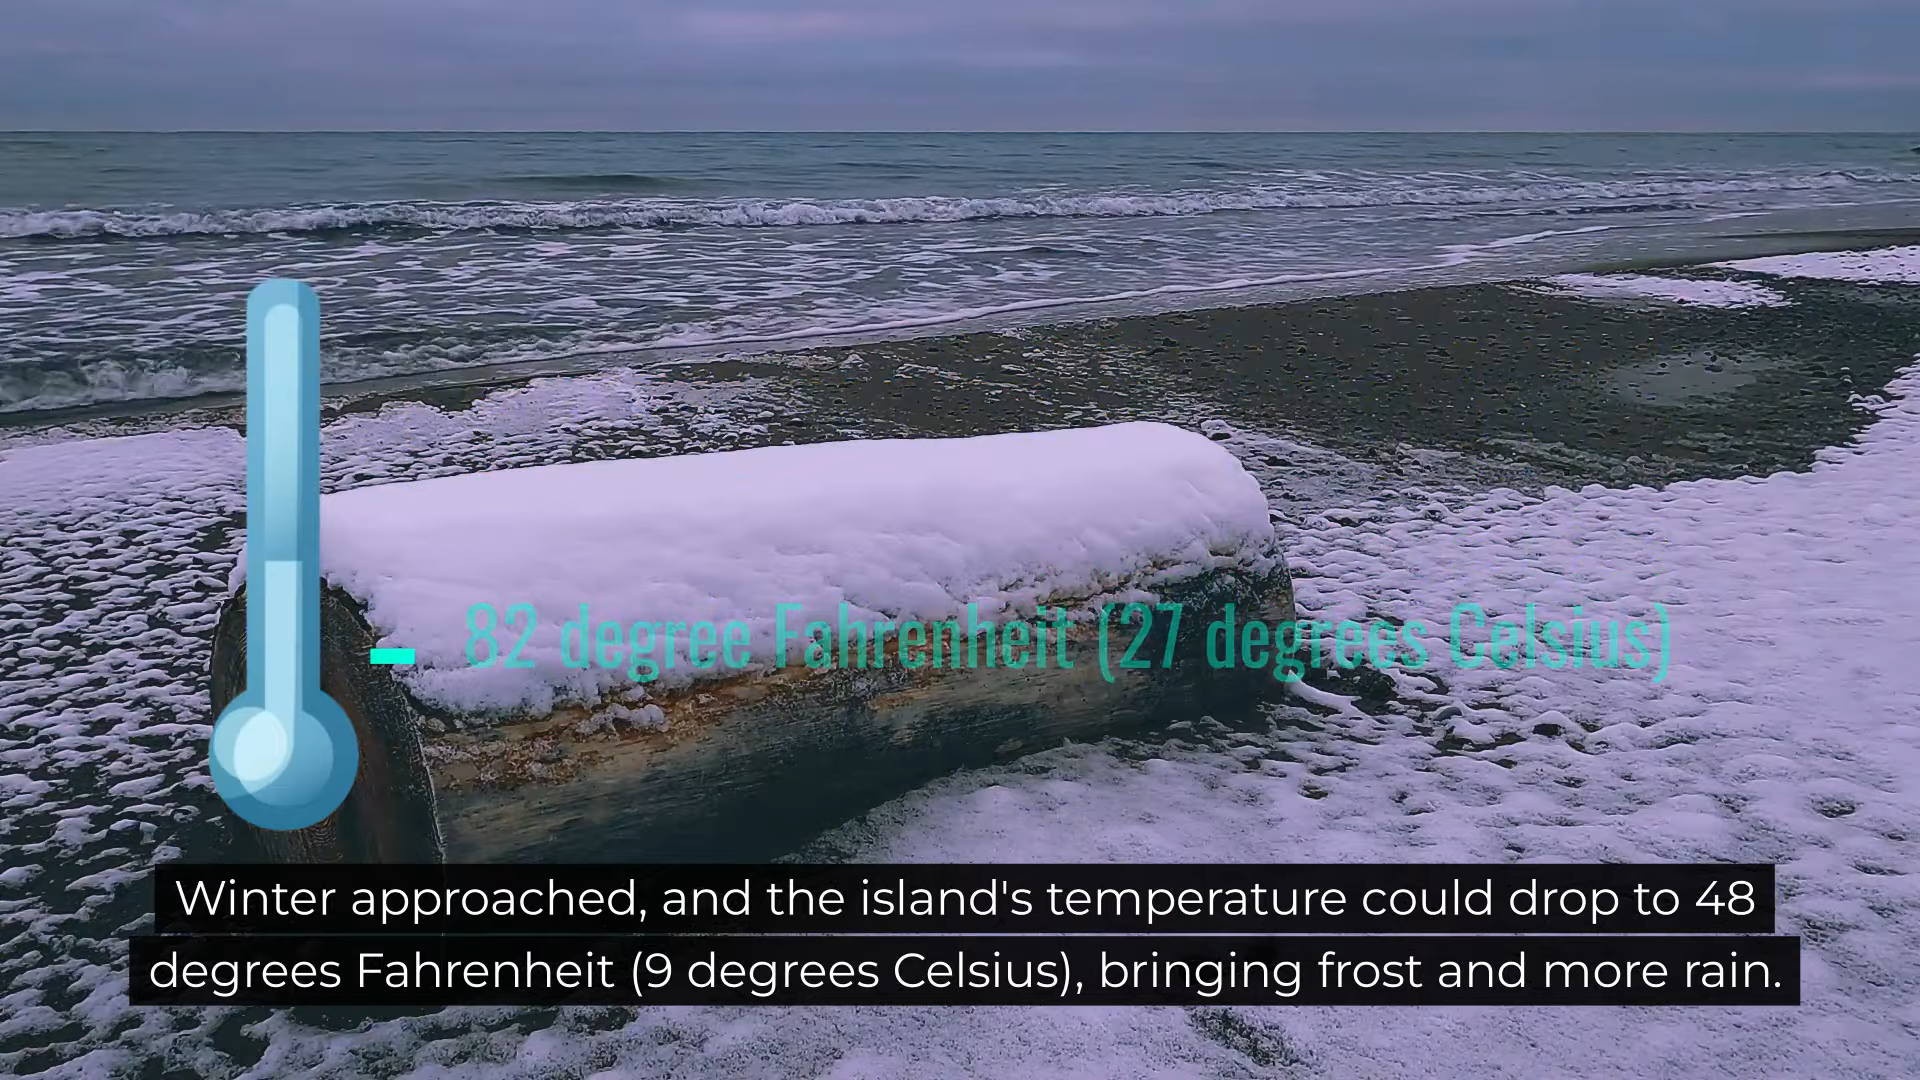 82 degree Fahrenheit (27 degrees Celsius)
Winter approached, and the island's temperature could drop to 48
degrees Fahrenheit (9 degrees Celsius), bringing frost and more rain.